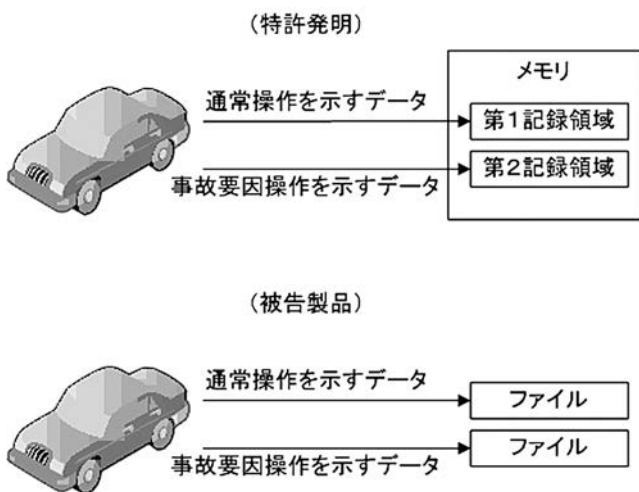 （特許発明）
メモリ
通常操作を示すデータ
第１記録領域
第２記録領域
事故要因操作を示すデータ
（被告製品）
通常操作を示すデータ
ファイル
ファイル
事故要因操作を示すデータ